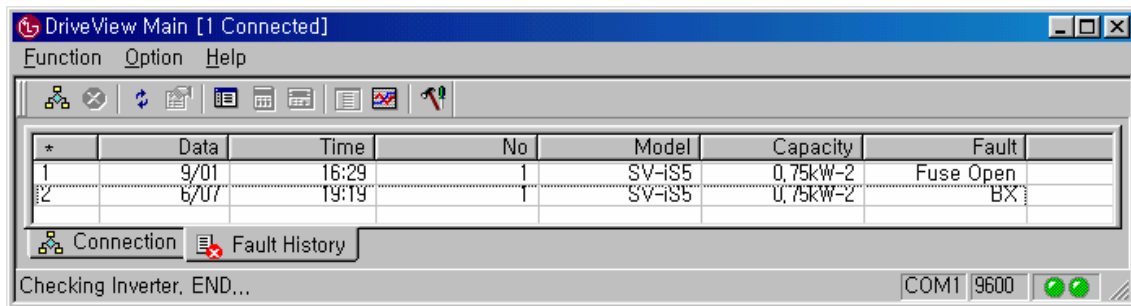 DriveView Main [1 Connected]
Function Option Help
* Data Time No Model Capacity Fault
1 9/01 16:29 1 SV-iS5 0,75kW-2 Fuse Open
2 6/07 19:19 1 SV-iS5 0,75kW-2 BX
Connection Fault History
Checking Inverter, END,,, COM1 9600